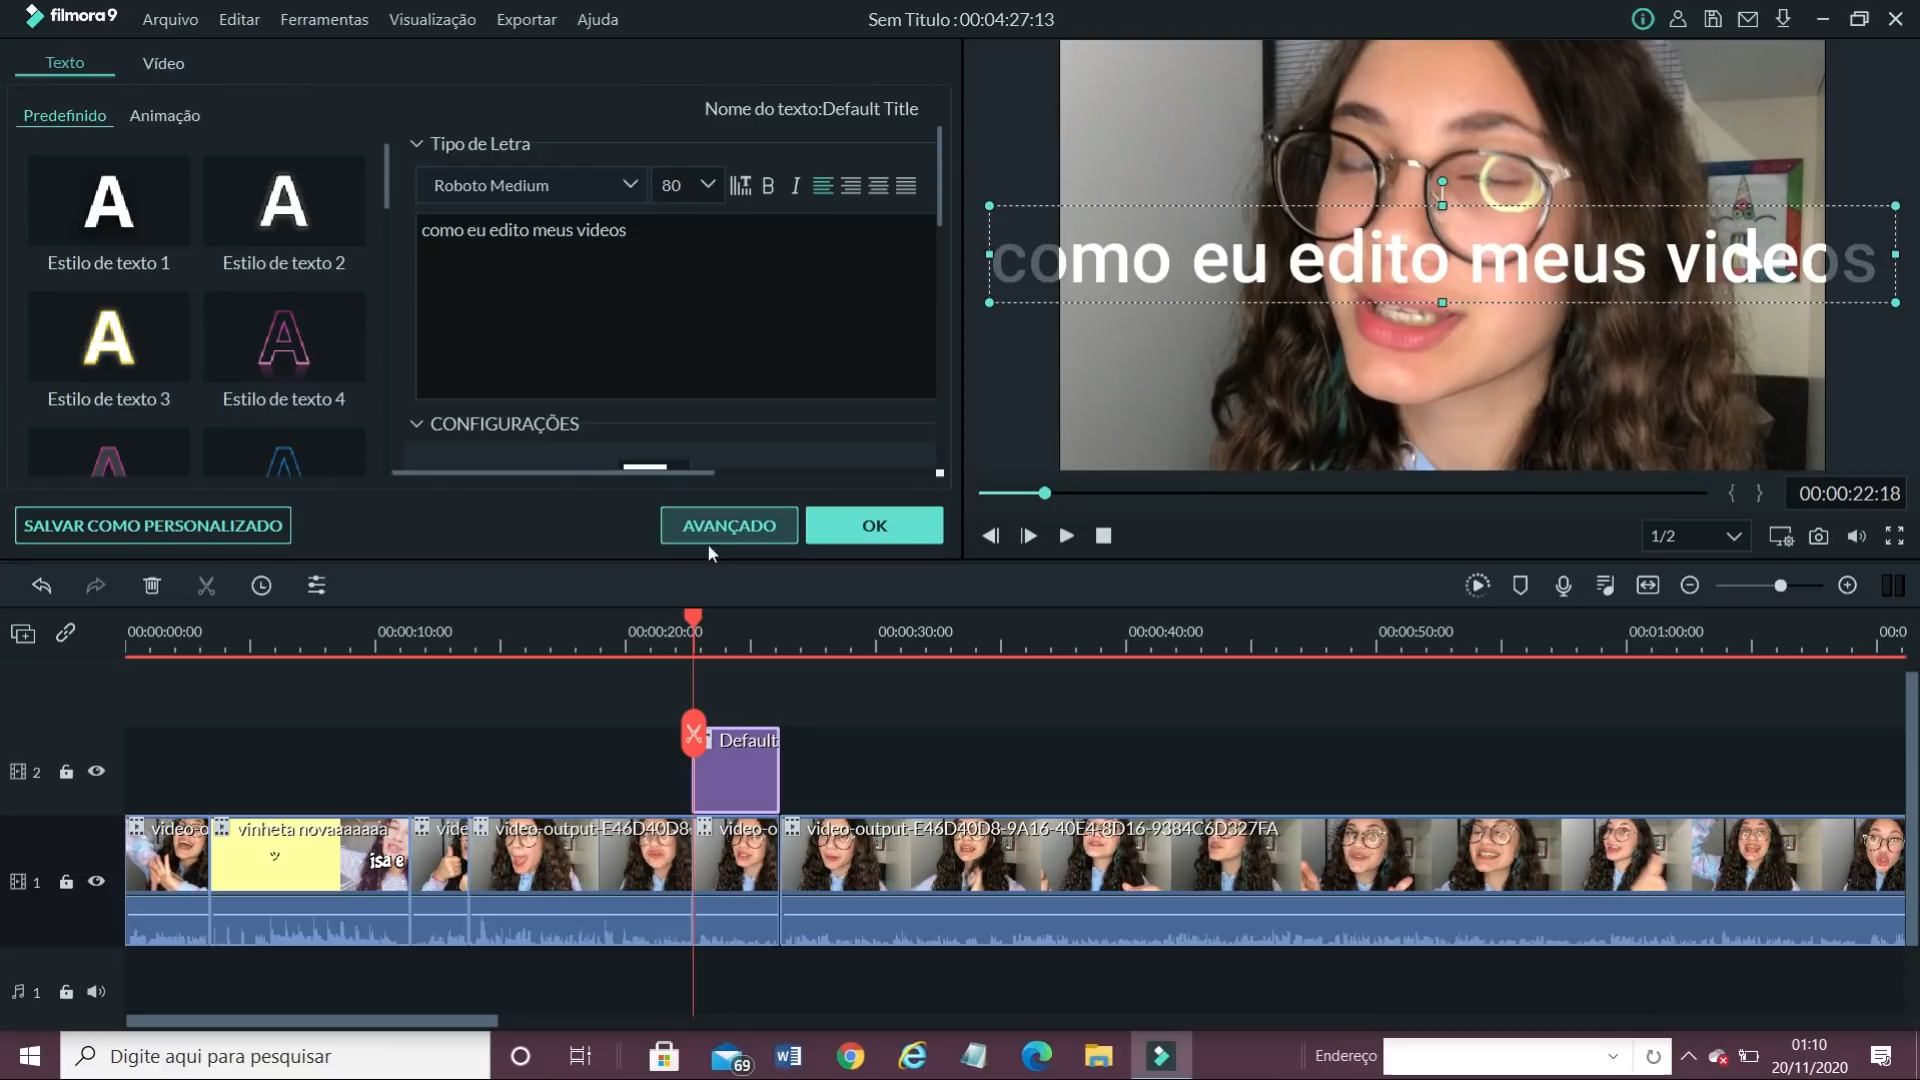 filmora9 Arquivo Editar Ferramentas Visualização Exportar Ajuda Sem Titulo : 00:04:27:13
Texto Vídeo
Predefinido Animação
Nome do texto:Default Title
Tipo de Letra
Roboto Medium 80 B I
como eu edito meus videos
A A
Estilo de texto 1 Estilo de texto 2
A A
Estilo de texto 3 Estilo de texto 4
A A
CONFIGURAÇÕES
SALVAR COMO PERSONALIZADO AVANÇADO OK
como eu edito meus videos
{ } 00:00:22:18
1/2
00:00:00:00 00:00:10:00 00:00:20:00 00:00:30:00 00:00:40:00 00:00:50:00 00:01:00:00 00:0
2 Default
1 video-o vinheta novaaaaaaa vide video-output-E46D40D8- video-o video-output-E46D40D8-9A16-40E4-8D16-9384C6D327FA
isa e
1
Digite aqui para pesquisar 69 Endereço 01:10
20/11/2020